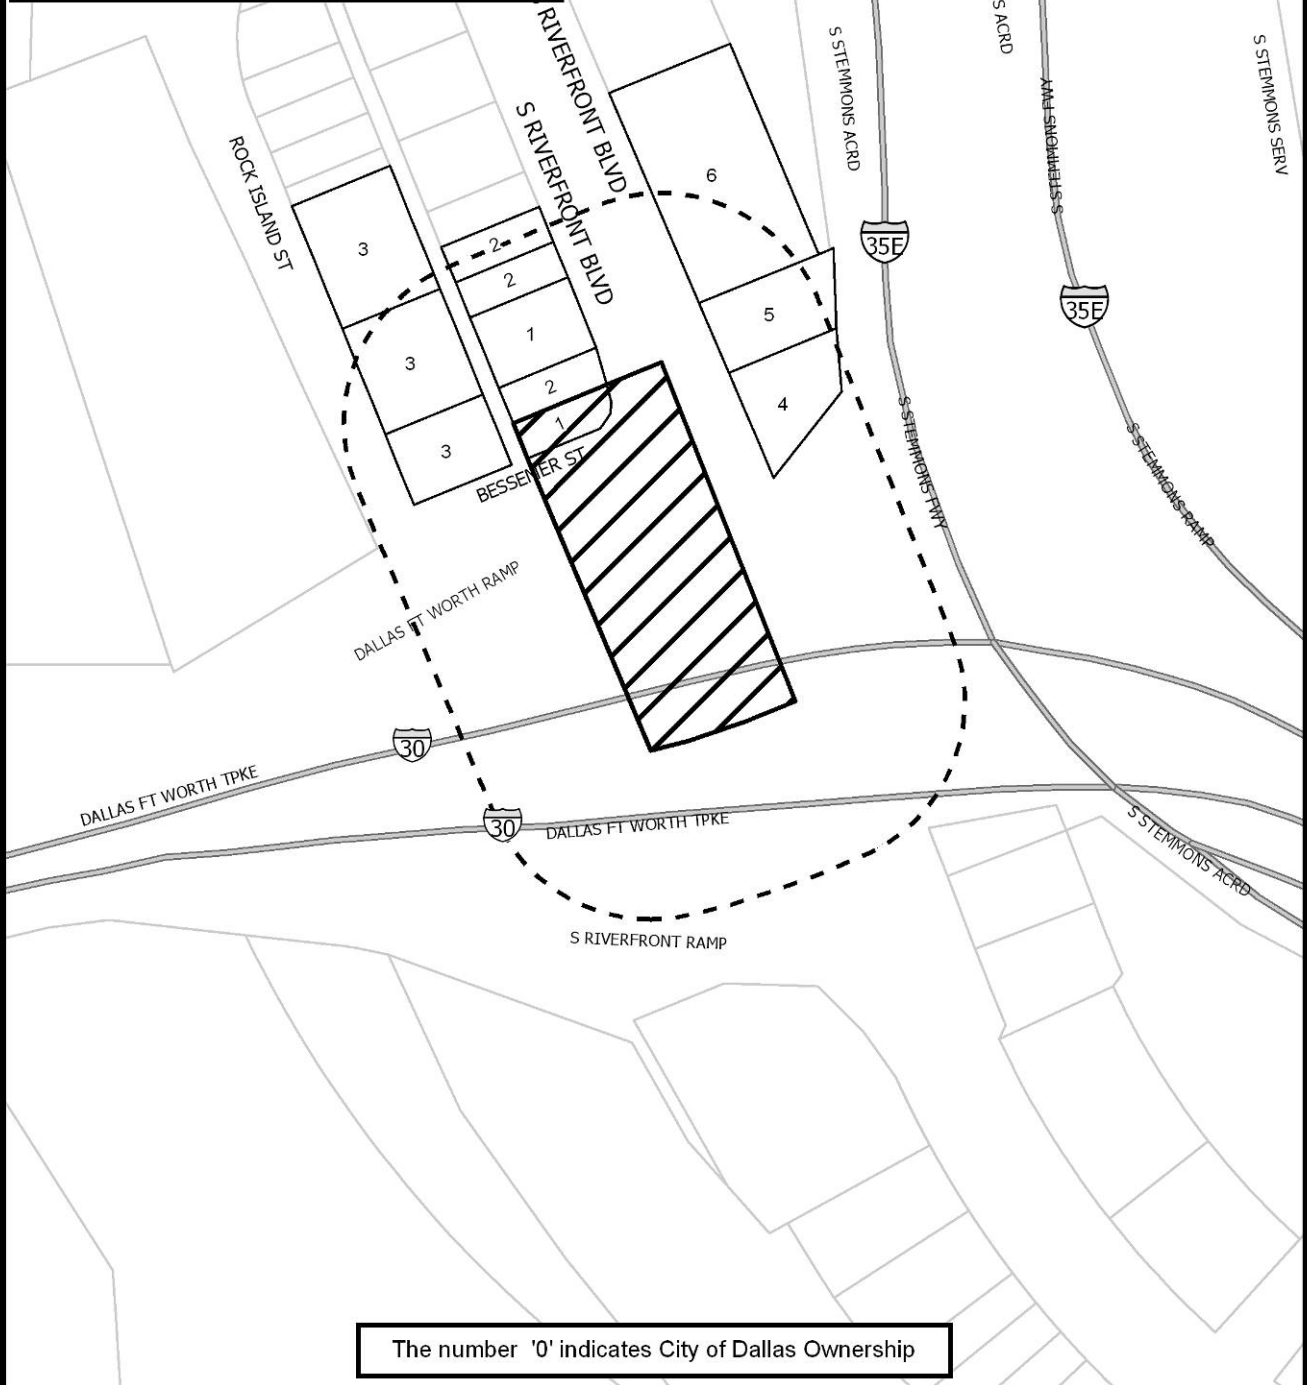 S RIVERFRONT BLVD
S RIVERFRONT BLVD
S STEMMONS ACRD
S ACRD
S STEMMONS FWY
S STEMMONS SERV
ROCK ISLAND ST
6
3
2
2
35E
35E
5
7
3
2
4
1
3
BESSEMER ST
S STEMMONS FWY
S STEMMONS RAMP
DALLAS FT WORTH RAMP
30
DALLAS FT WORTH TPKE
30
DALLAS FT WORTH TPKE
S STEMMONS ACRD
S RIVERFRONT RAMP
The number '0' indicates City of Dallas Ownership